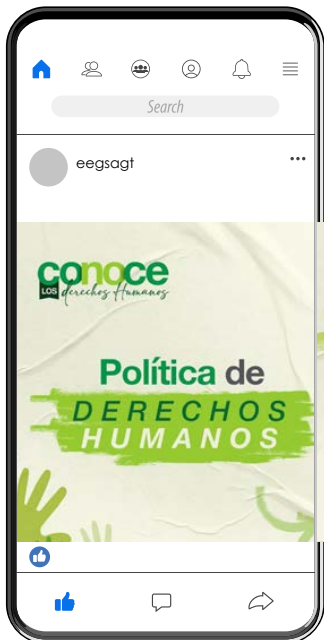 Search
eegsagt
conoce
LOS derechos Humanos
Política de
DERECHOS
HUMANOS